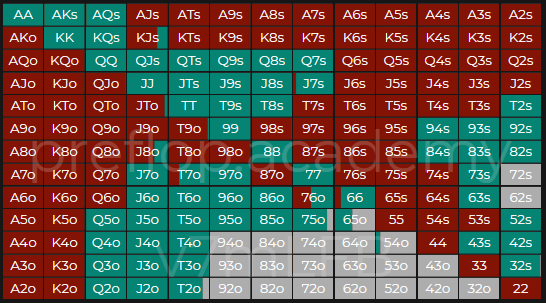 AA AKs AQs AJs ATs A9s A8s A7s A6s A5s A4s A3s A2s
AKo KK KQs KJs KTs K9s K8s K7s K6s K5s K4s K3s K2s
AQo KQo QQ QJs QTs Q9s Q8s Q7s Q6s Q5s Q4s Q3s Q2s
AJo KJo QJo JJ JTs J9s J8s J7s J6s J5s J4s J3s J2s
ATo KTo QTo JTo TT T9s T8s T7s T6s T5s T4s T3s T2s
A9o K9o Q9o J9o T9o 99 98s 97s 96s 95s 94s 93s 92s
A8o K8o Q8o J8o T8o 98o 88 87s 86s 85s 84s 83s 82s
preflop.academy
A7o K7o Q7o J7o T7o 97o 87o 77 76s 75s 74s 73s 72s
A6o K6o Q6o J6o T6o 96o 86o 76o 66 65s 64s 63s 62s
A5o K5o Q5o J5o T5o 95o 85o 75o 65o 55 54s 53s 52s
A4o K4o Q4o J4o T4o 94o 84o 74o 64o 54o 44 43s 42s
A3o K3o Q3o J3o T3o 93o 83o 73o 63o 53o 43o 33 32s
A2o K2o Q2o J2o T2o 92o 82o 72o 62o 52o 42o 32o 22